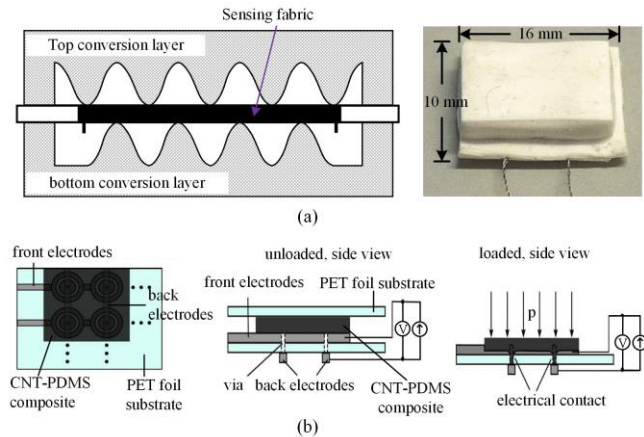 Sensing fabric
Top conversion layer
bottom conversion layer
16 mm
10 mm
(a)
front electrodes
back
electrodes
CNT-PDMS
composite
PET foil
substrate
unloaded, side view
front electrodes
PET foil substrate
V
via
back electrodes
CNT-PDMS
composite
loaded, side view
p
V
electrical contact
(b)